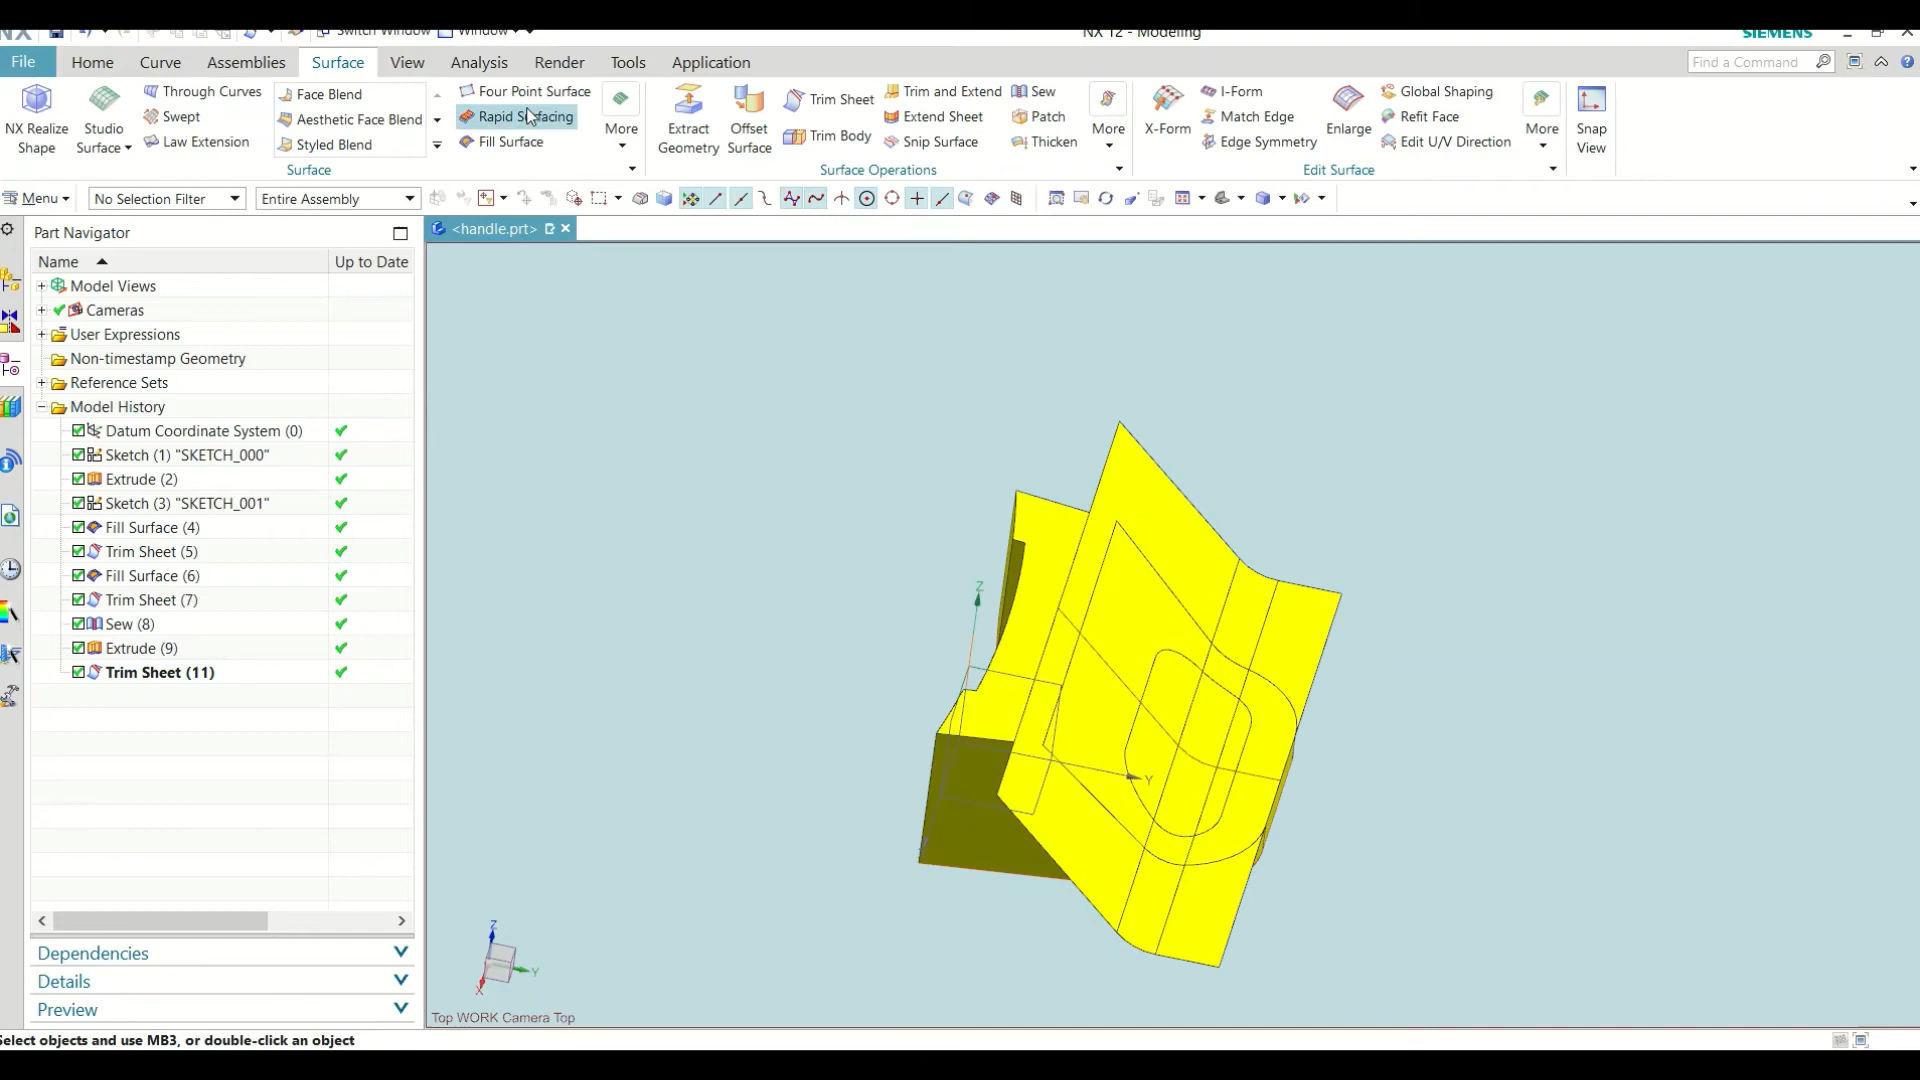 NX
Switch Window Window
NX 12 - Modeling
SIEMENS
File Home Curve Assemblies Surface View Analysis Render Tools Application
Find a Command
NX Realize Shape
Studio Surface
Through Curves
Swept
Law Extension
Face Blend
Aesthetic Face Blend
Styled Blend
Four Point Surface
Rapid Surfacing
Fill Surface
More
Surface
Extract Geometry
Offset Surface
Trim Sheet
Trim Body
Trim and Extend
Extend Sheet
Snip Surface
Sew
Patch
Thicken
More
Surface Operations
X-Form
I-Form
Match Edge
Edge Symmetry
Enlarge
Global Shaping
Refit Face
Edit U/V Direction
More
Edit Surface
Snap View
Menu
No Selection Filter
Entire Assembly
Part Navigator
<handle.prt>
Name Up to Date
Model Views
Cameras
User Expressions
Non-timestamp Geometry
Reference Sets
Model History
Datum Coordinate System (0)
Sketch (1) "SKETCH_000"
Extrude (2)
Sketch (3) "SKETCH_001"
Fill Surface (4)
Trim Sheet (5)
Fill Surface (6)
Trim Sheet (7)
Sew (8)
Extrude (9)
Trim Sheet (11)
Dependencies
Details
Preview
Z
Y
Z
Y
X
Top WORK Camera Top
Select objects and use MB3, or double-click an object